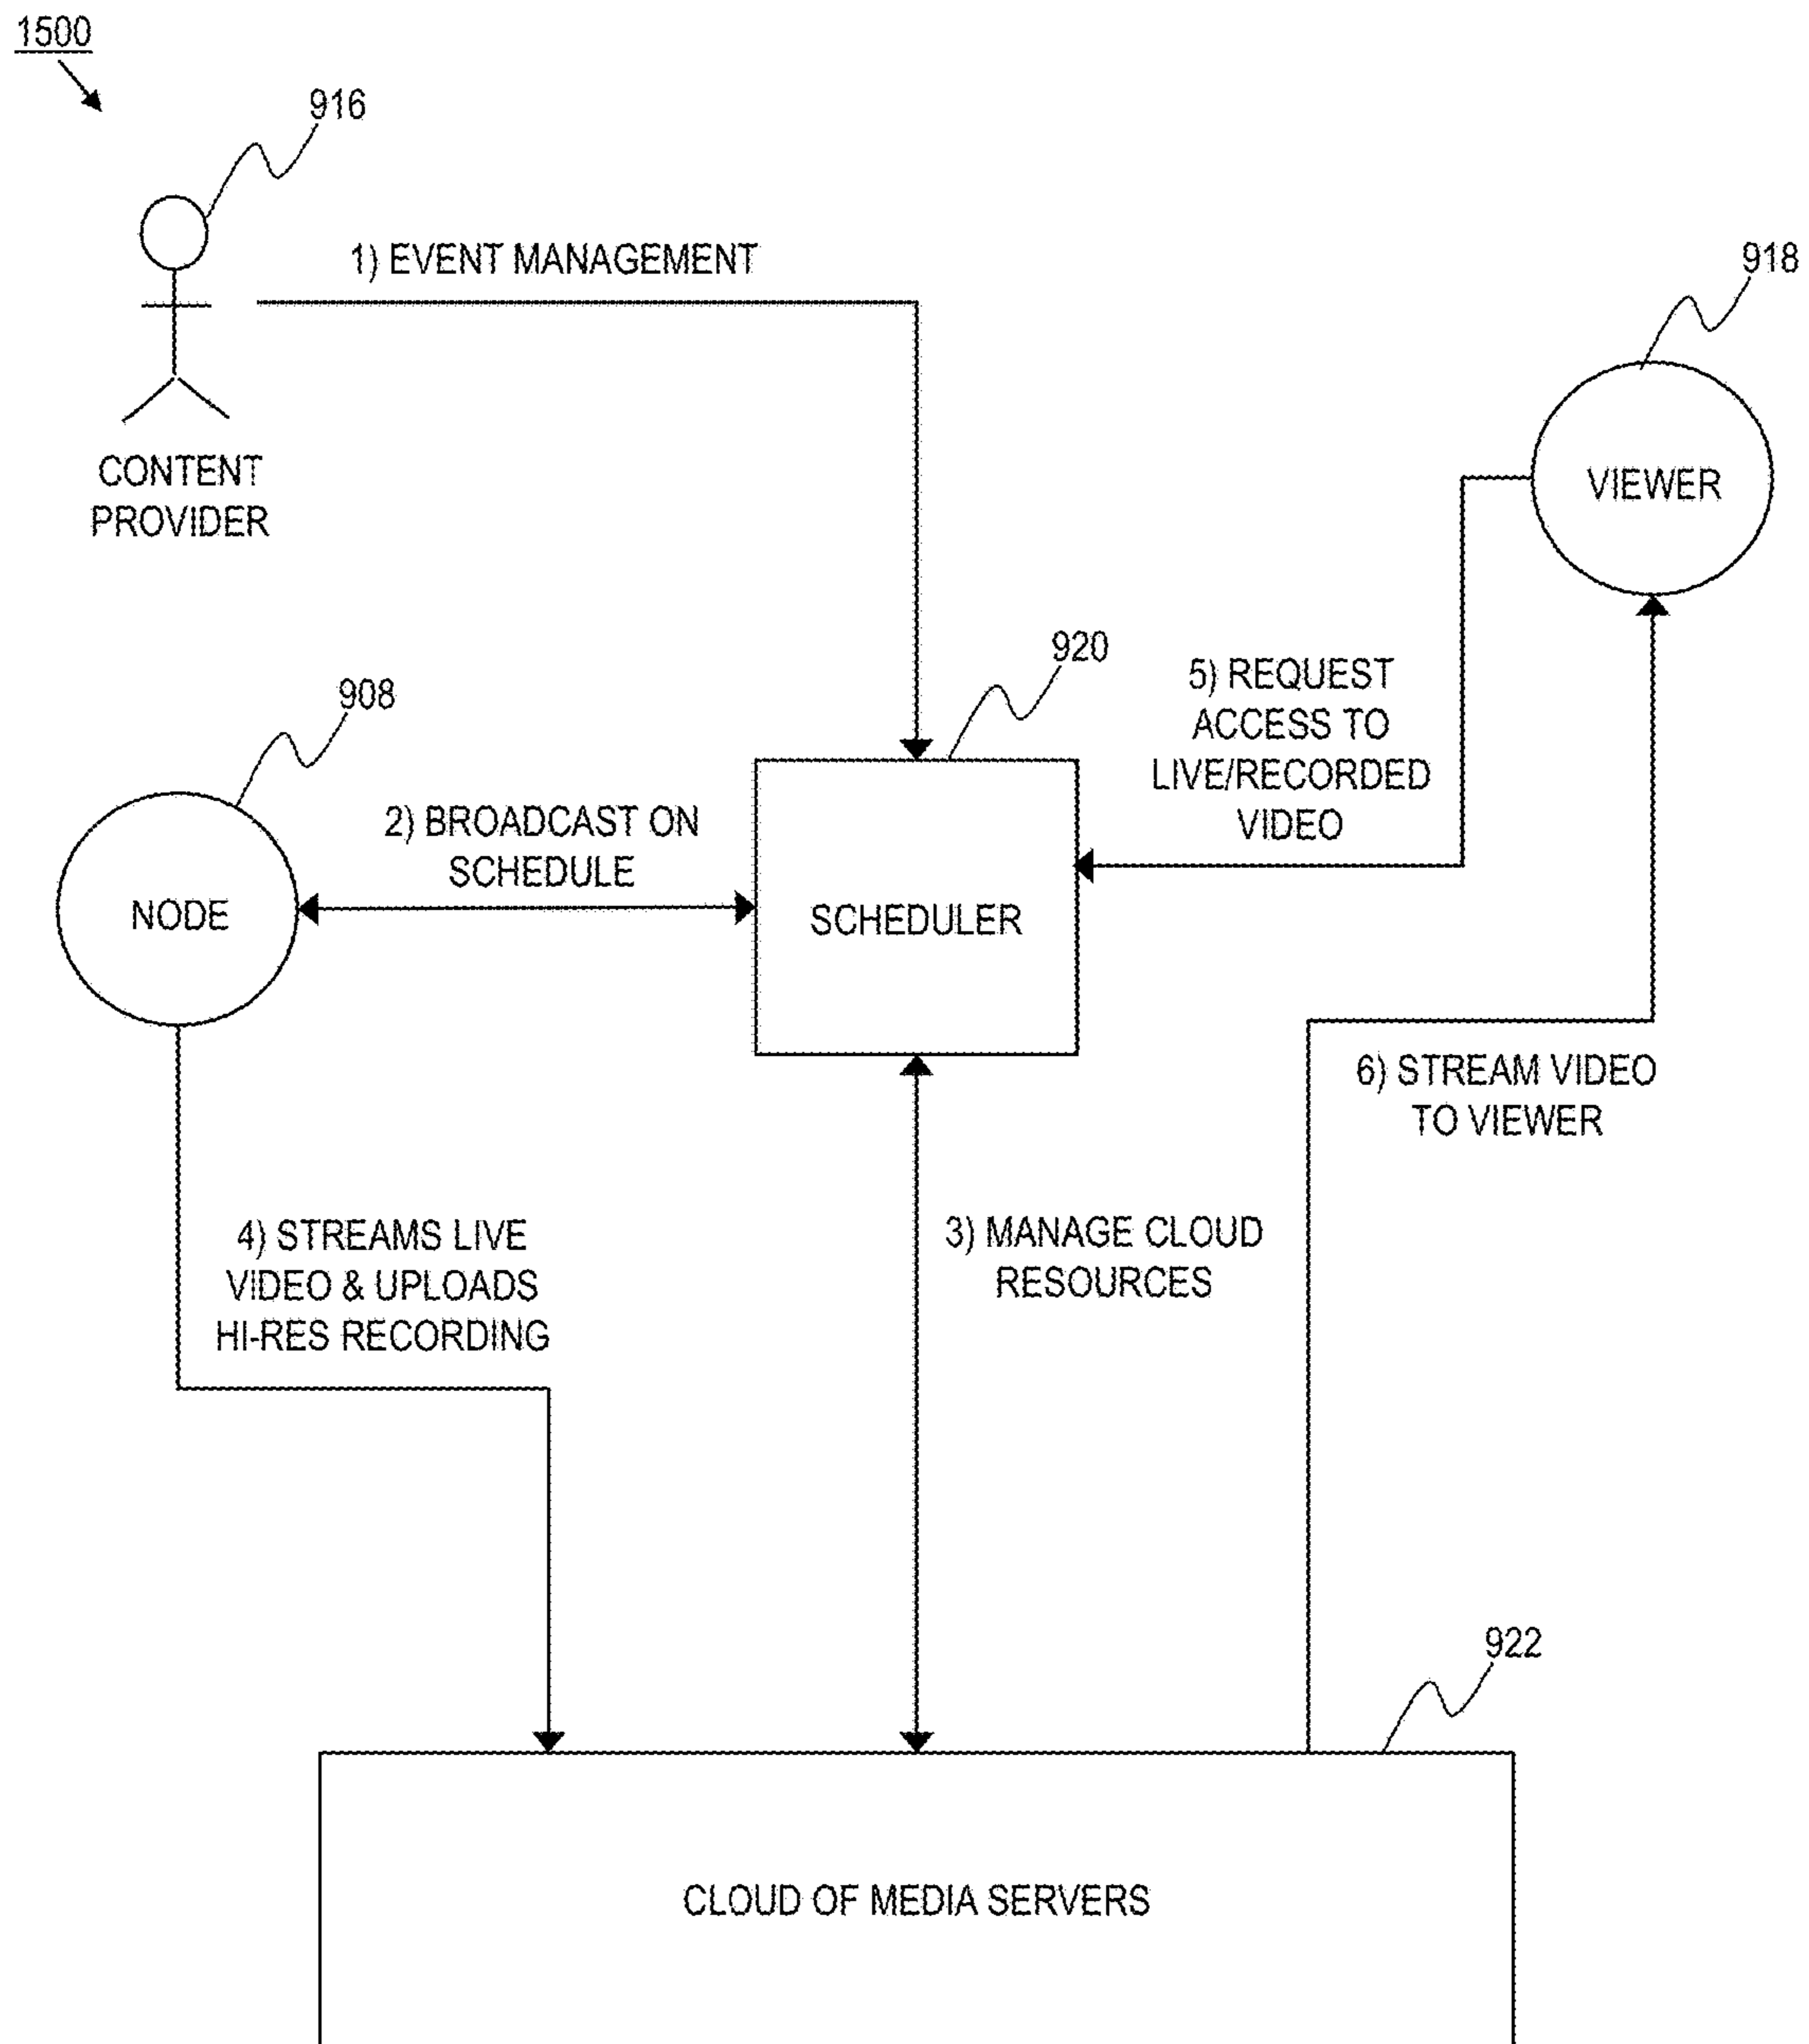 1500
916
1) EVENT MANAGEMENT
918
CONTENT
PROVIDER
VIEWER
920
5) REQUEST
ACCESS TO
LIVE/RECORDED
VIDEO
908
2) BROADCAST ON
SCHEDULE
NODE
SCHEDULER
6) STREAM VIDEO
TO VIEWER
4) STREAMS LIVE
VIDEO & UPLOADS
HI-RES RECORDING
3) MANAGE CLOUD
RESOURCES
922
CLOUD OF MEDIA SERVERS